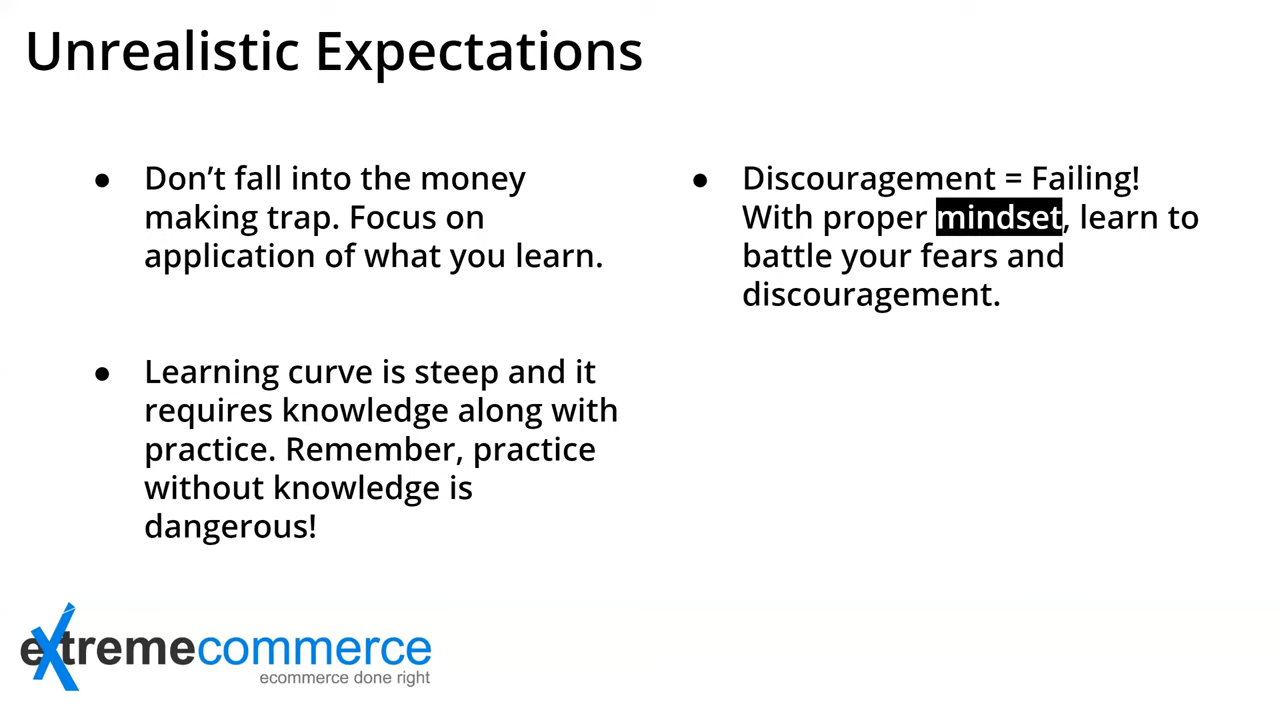 Unrealistic Expectations
● Don’t fall into the money
making trap. Focus on
application of what you learn.
● Learning curve is steep and it
requires knowledge along with
practice. Remember, practice
without knowledge is
dangerous!
● Discouragement = Failing!
With proper mindset, learn to
battle your fears and
discouragement.
extremecommerce
ecommerce done right